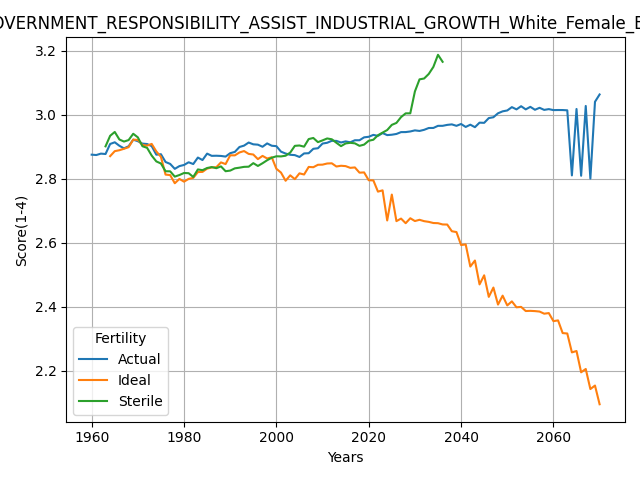 OVERNMENT_RESPONSIBILITY_ASSIST_INDUSTRIAL_GROWTH_White_Female_E
3.2
3.0
2.8
2.6
2.4
2.2
Score(1-4)
Fertility
Actual
Ideal
Sterile
1960 1980 2000 2020 2040 2060
Years